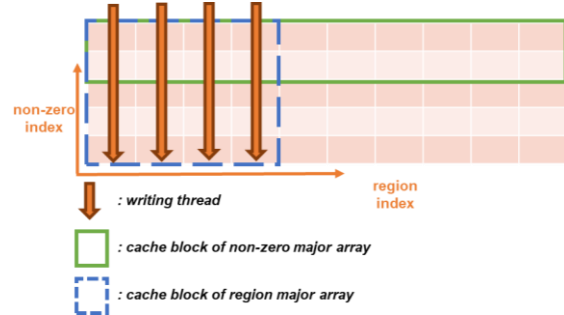 non-zero
index
region
index
: writing thread
: cache block of non-zero major array
: cache block of region major array